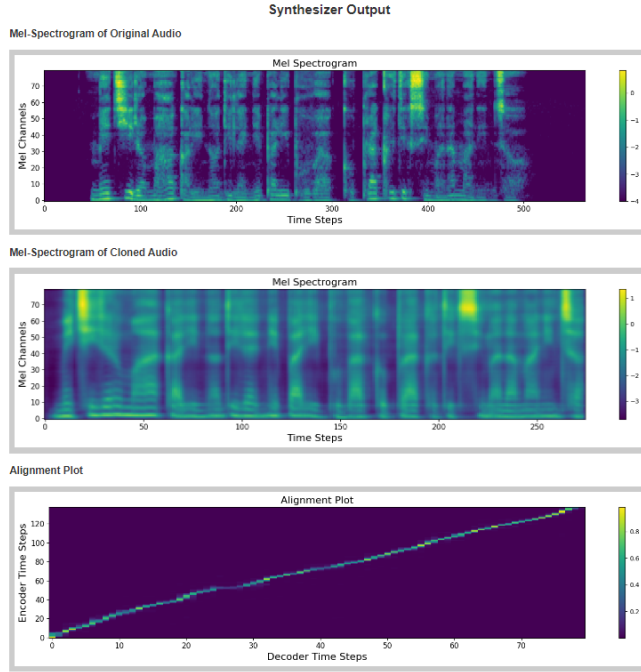 Synthesizer Output
Mel-Spectrogram of Original Audio
Mel Spectrogram
Mel Channels
80
70
60
50
40
30
20
10
0
0 100 200 300 400 500
Time Steps
0
-1
-2
-3
-4
Mel-Spectrogram of Cloned Audio
Mel Spectrogram
Mel Channels
70
60
50
40
30
20
10
0
0 50 100 150 200 250
Time Steps
1
0
-1
-2
-3
Alignment Plot
Alignment Plot
Encoder Time Steps
120
100
80
60
40
20
0
0 10 20 30 40 50 60 70
Decoder Time Steps
0.8
0.6
0.4
0.2